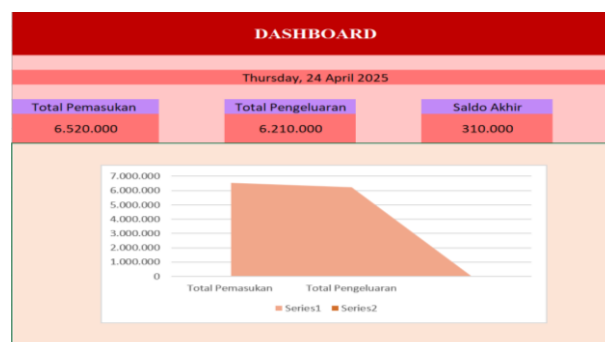 DASHBOARD
Thursday, 24 April 2025
Total Pemasukan Total Pengeluaran Saldo Akhir
6.520.000 6.210.000 310.000
7.000.000
6.000.000
5.000.000
4.000.000
3.000.000
2.000.000
1.000.000
0
Total Pemasukan Total Pengeluaran
Series1 Series2